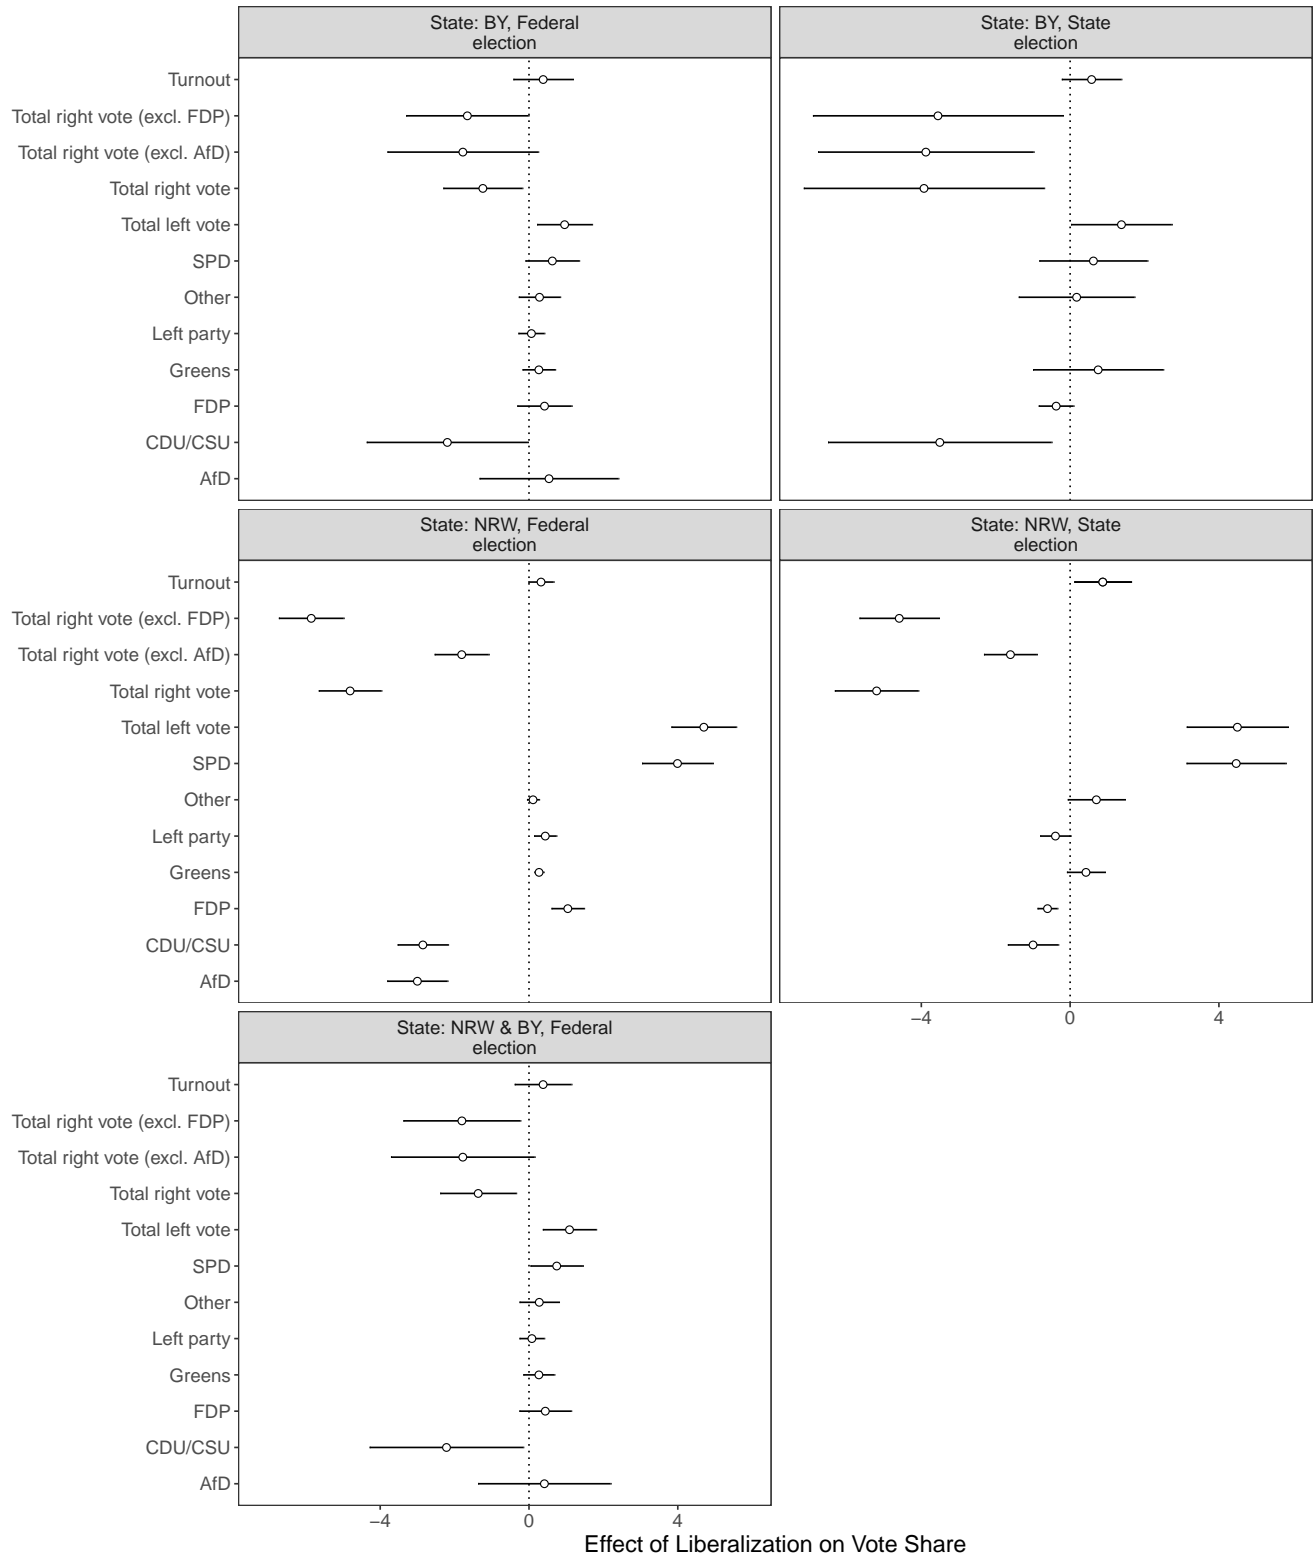 State: BY, Federal
election
State: BY, State
election
Turnout
Total right vote (excl. FDP)
Total right vote (excl. AfD)
Total right vote
Total left vote
SPD
Other
Left party
Greens
FDP
CDU/CSU
AfD
State: NRW, Federal
election
State: NRW, State
election
Turnout
Total right vote (excl. FDP)
Total right vote (excl. AfD)
Total right vote
Total left vote
SPD
Other
Left party
Greens
FDP
CDU/CSU
AfD
−4 0 4
State: NRW & BY, Federal
election
Turnout
Total right vote (excl. FDP)
Total right vote (excl. AfD)
Total right vote
Total left vote
SPD
Other
Left party
Greens
FDP
CDU/CSU
AfD
−4 0 4
Effect of Liberalization on Vote Share